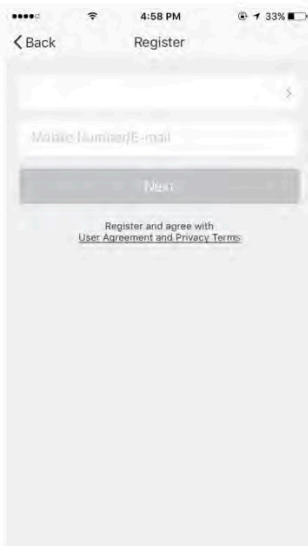 4:58 PM
33%
Back
Register
Mobile Number/E-mail
Next
Register and agree with
User Agreement and Privacy Terms